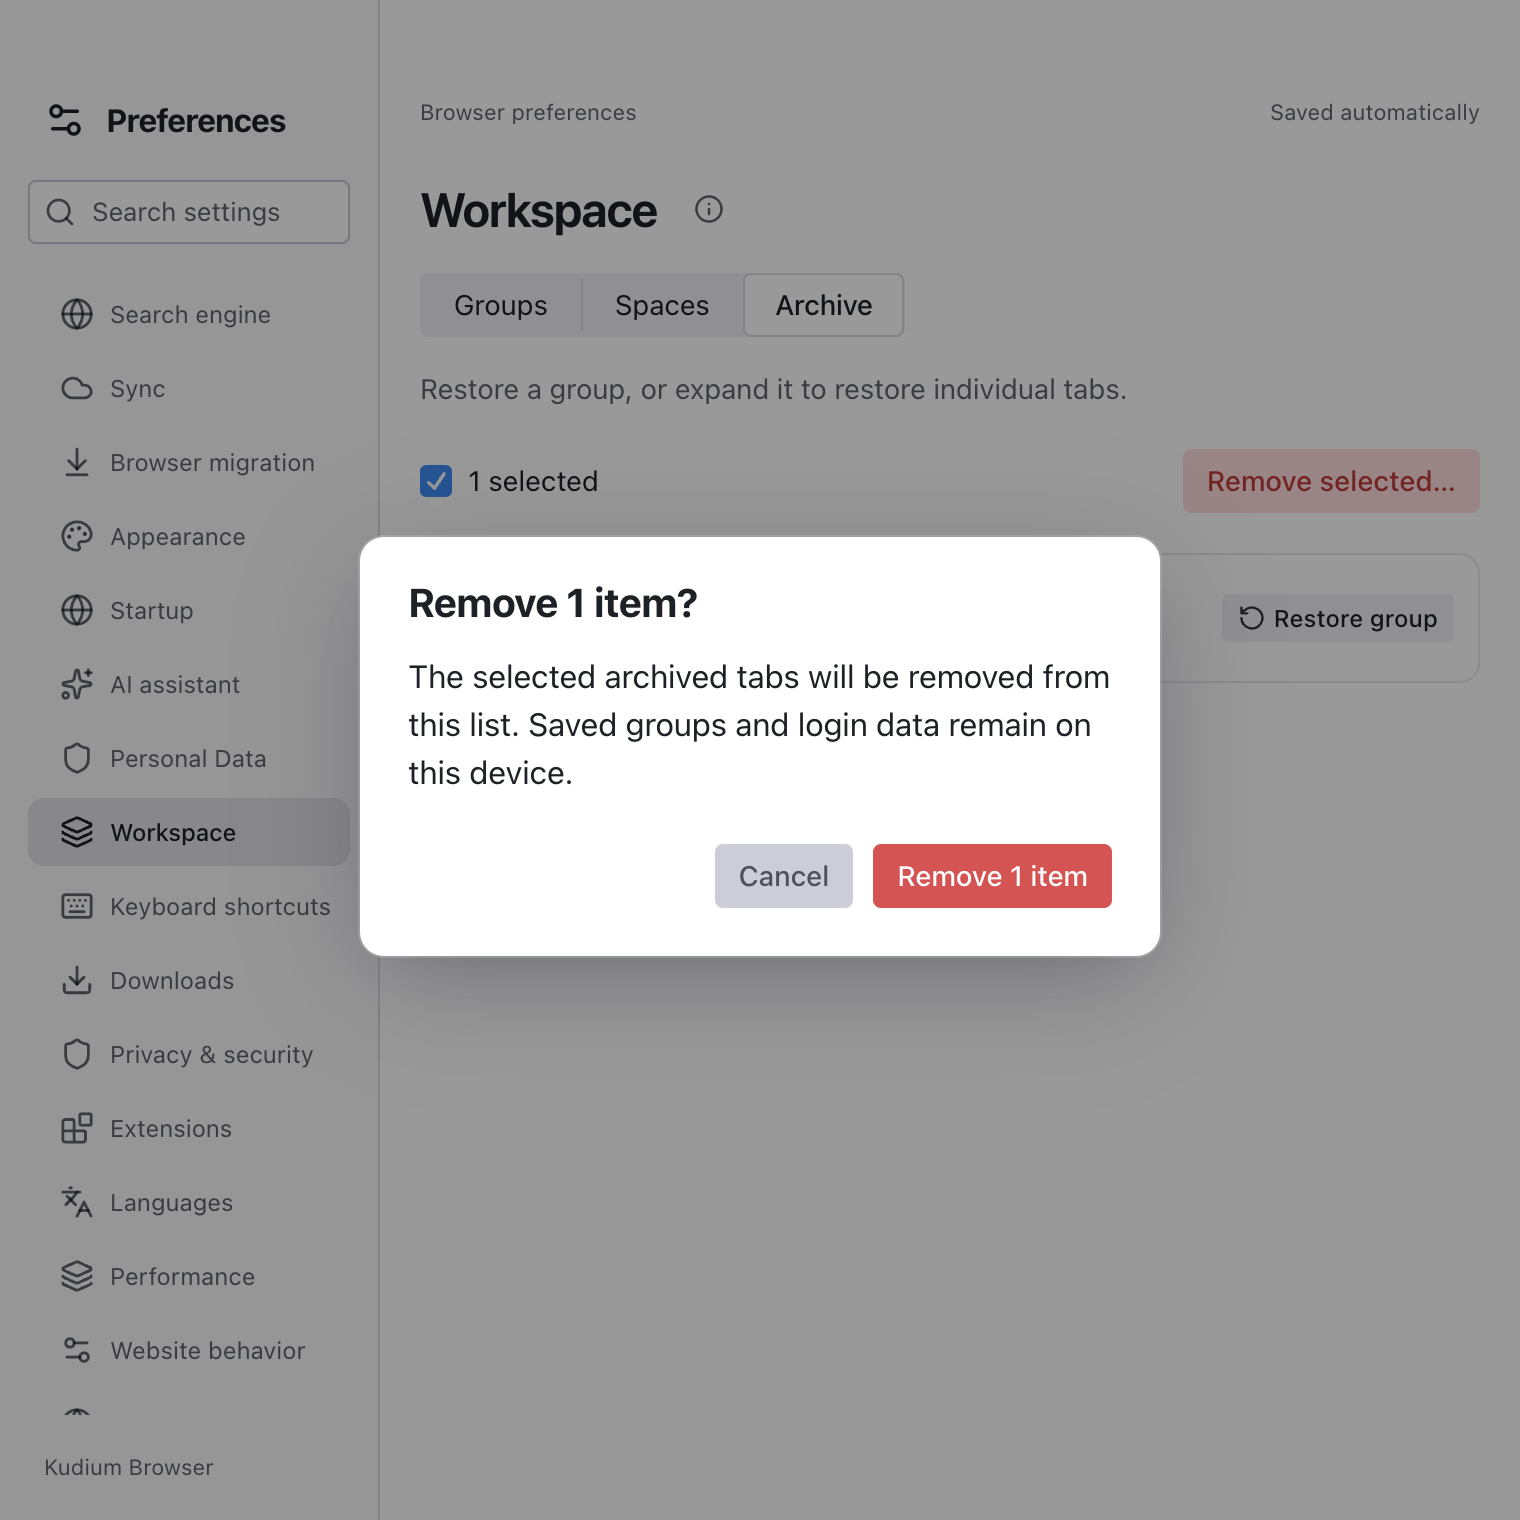 Preferences
Search settings
Search engine
Sync
Browser migration
Appearance
Startup
AI assistant
Personal Data
Workspace
Keyboard shortcuts
Downloads
Privacy & security
Extensions
Languages
Performance
Website behavior
Kudium Browser
Browser preferences
Saved automatically
Workspace
Groups
Spaces
Archive
Restore a group, or expand it to restore individual tabs.
1 selected
Remove selected...
Restore group
Remove 1 item?
The selected archived tabs will be removed from
this list. Saved groups and login data remain on
this device.
Cancel
Remove 1 item